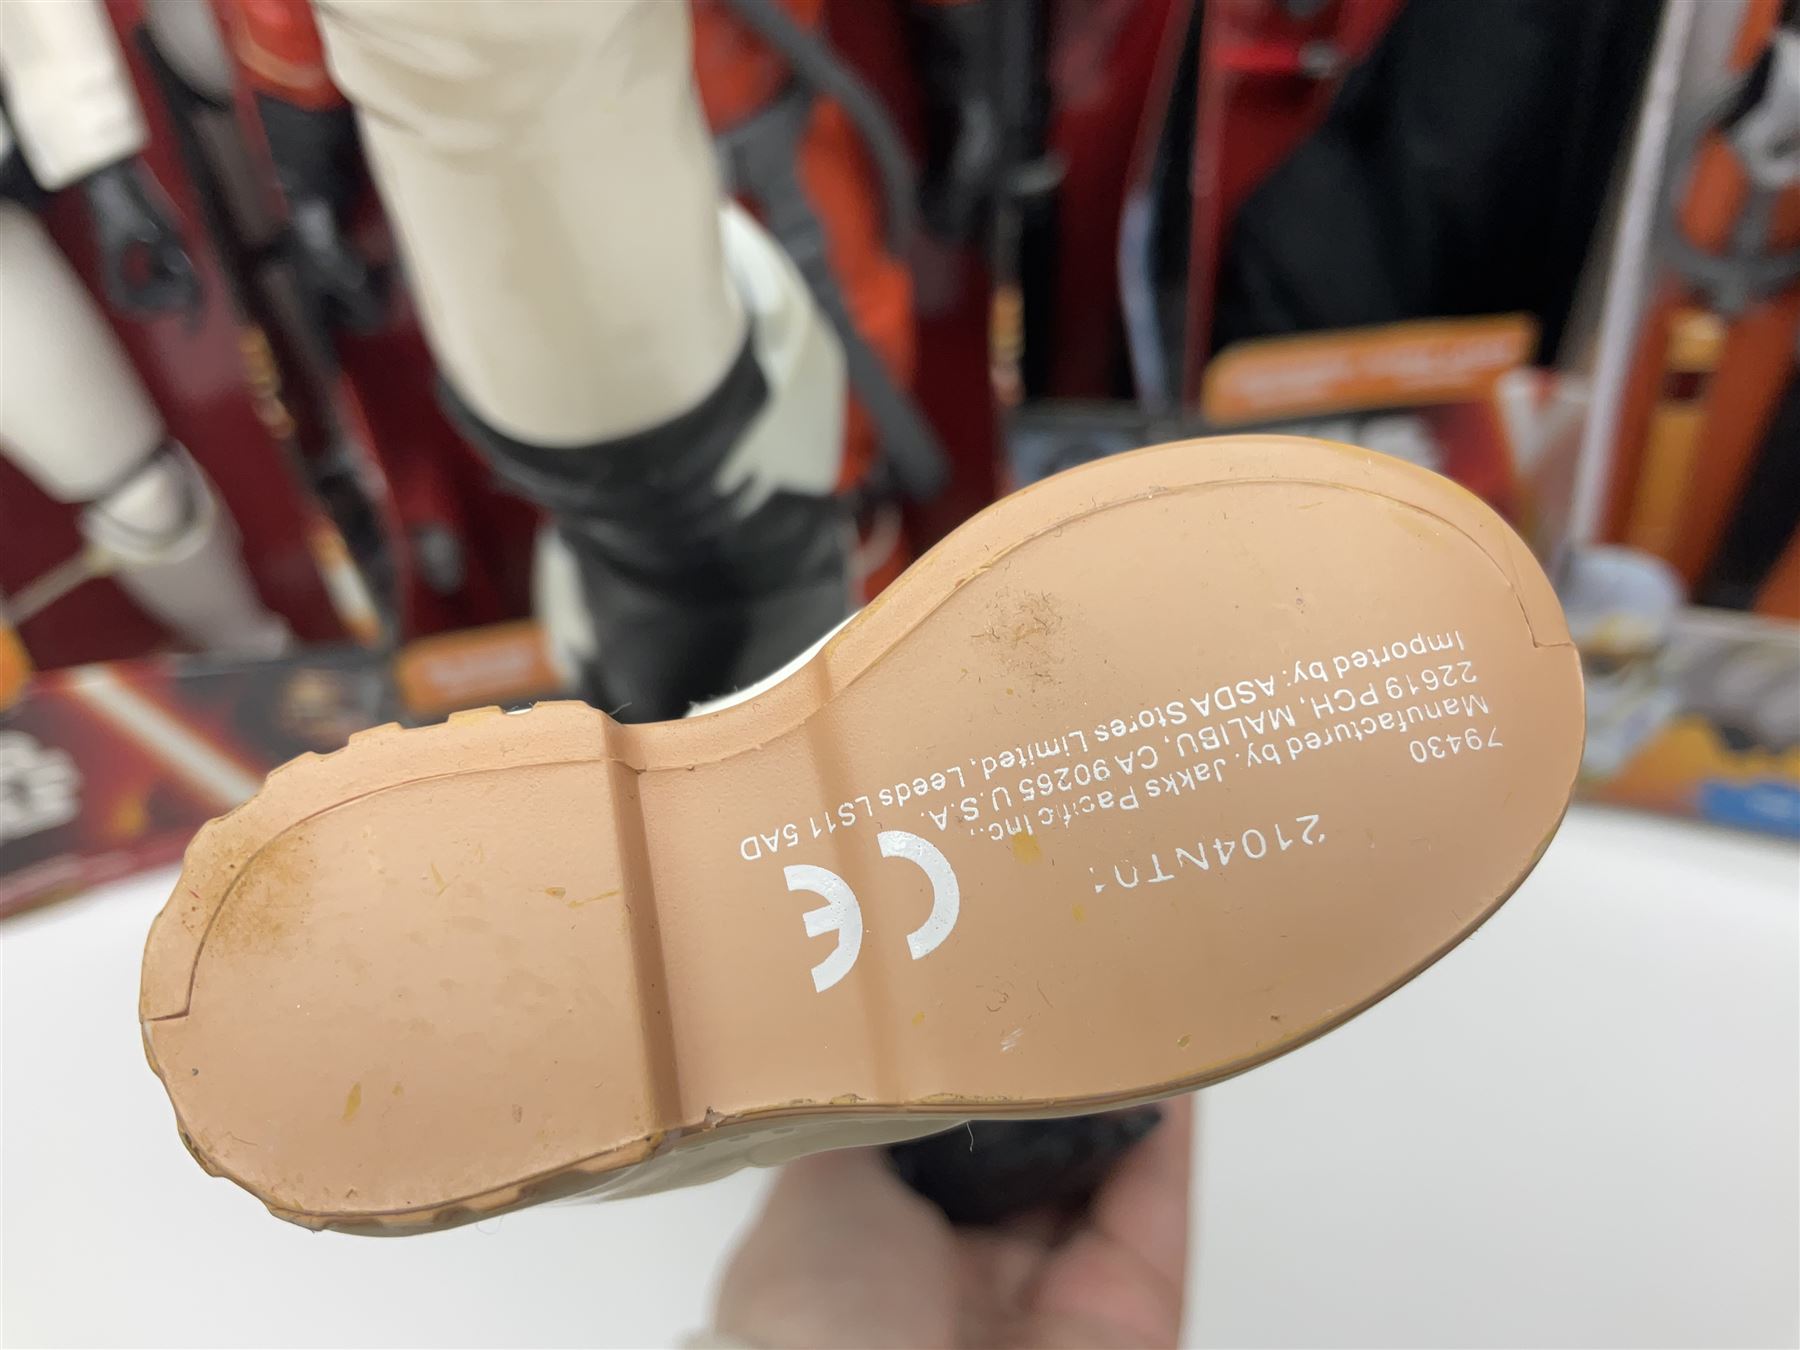 79430
Manufactured by. Jakks Pacific Inc.,
22619 PCH, MALIBU, CA 90265 U.S.A.
Imported by: ASDA Stores Limited, Leeds LS11 5AD
2104NT01
CE